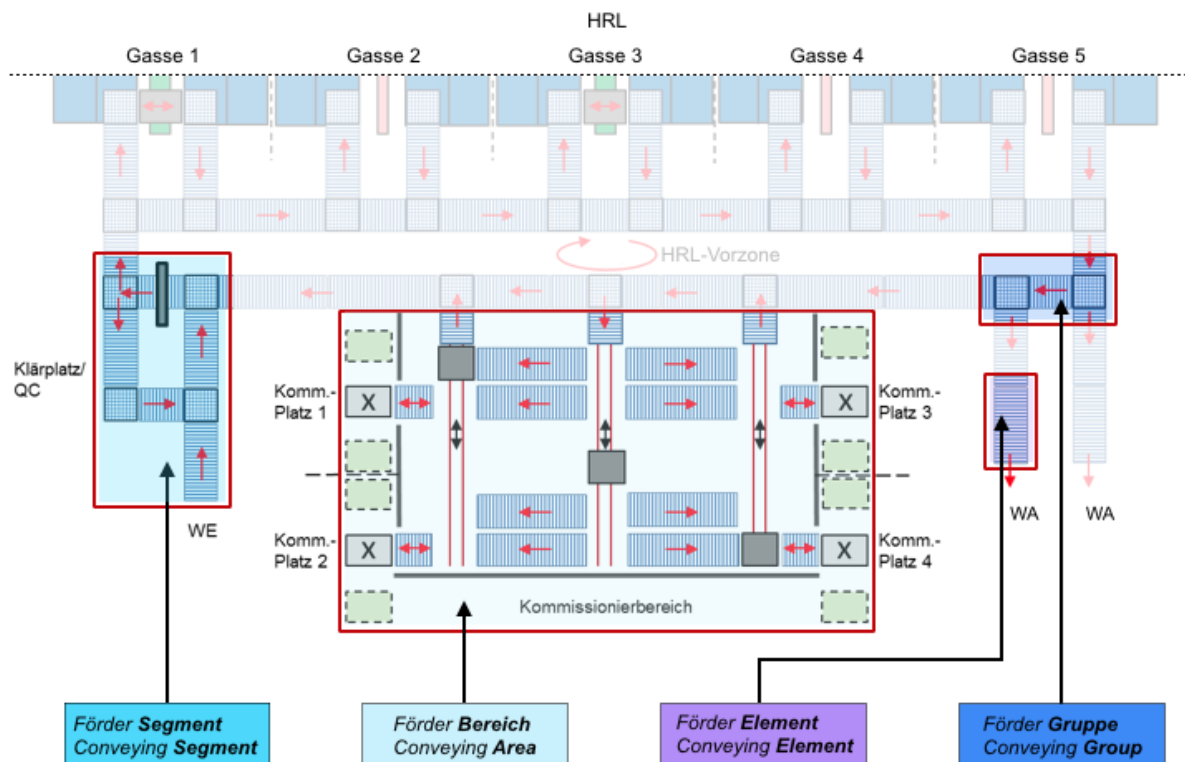 HRL
Gasse 1
Gasse 2
Gasse 3
Gasse 4
Gasse 5
HRL-Vorzone
Klärplatz/
QC
WE
Komm.-
Platz 1
X
Komm.-
Platz 2
X
X
Komm.-
Platz 3
X
Komm.-
Platz 4
Kommissionierbereich
WA
WA
Förder Segment
Conveying Segment
Förder Bereich
Conveying Area
Förder Element
Conveying Element
Förder Gruppe
Conveying Group